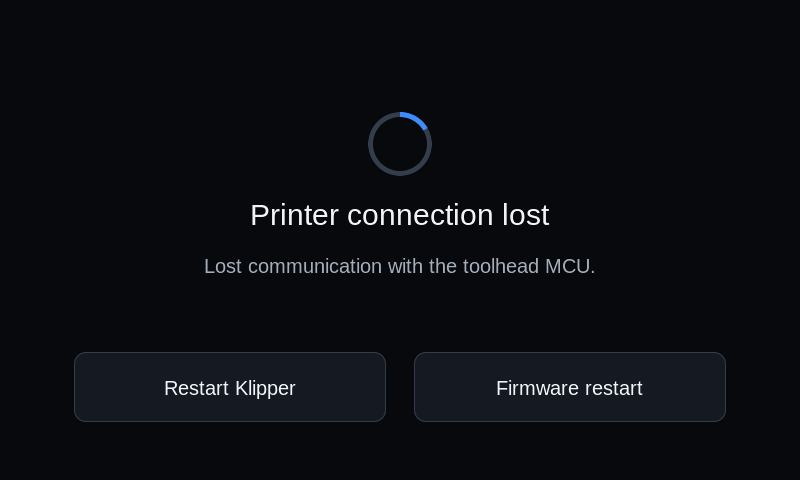 Printer connection lost
Lost communication with the toolhead MCU.
Restart Klipper
Firmware restart